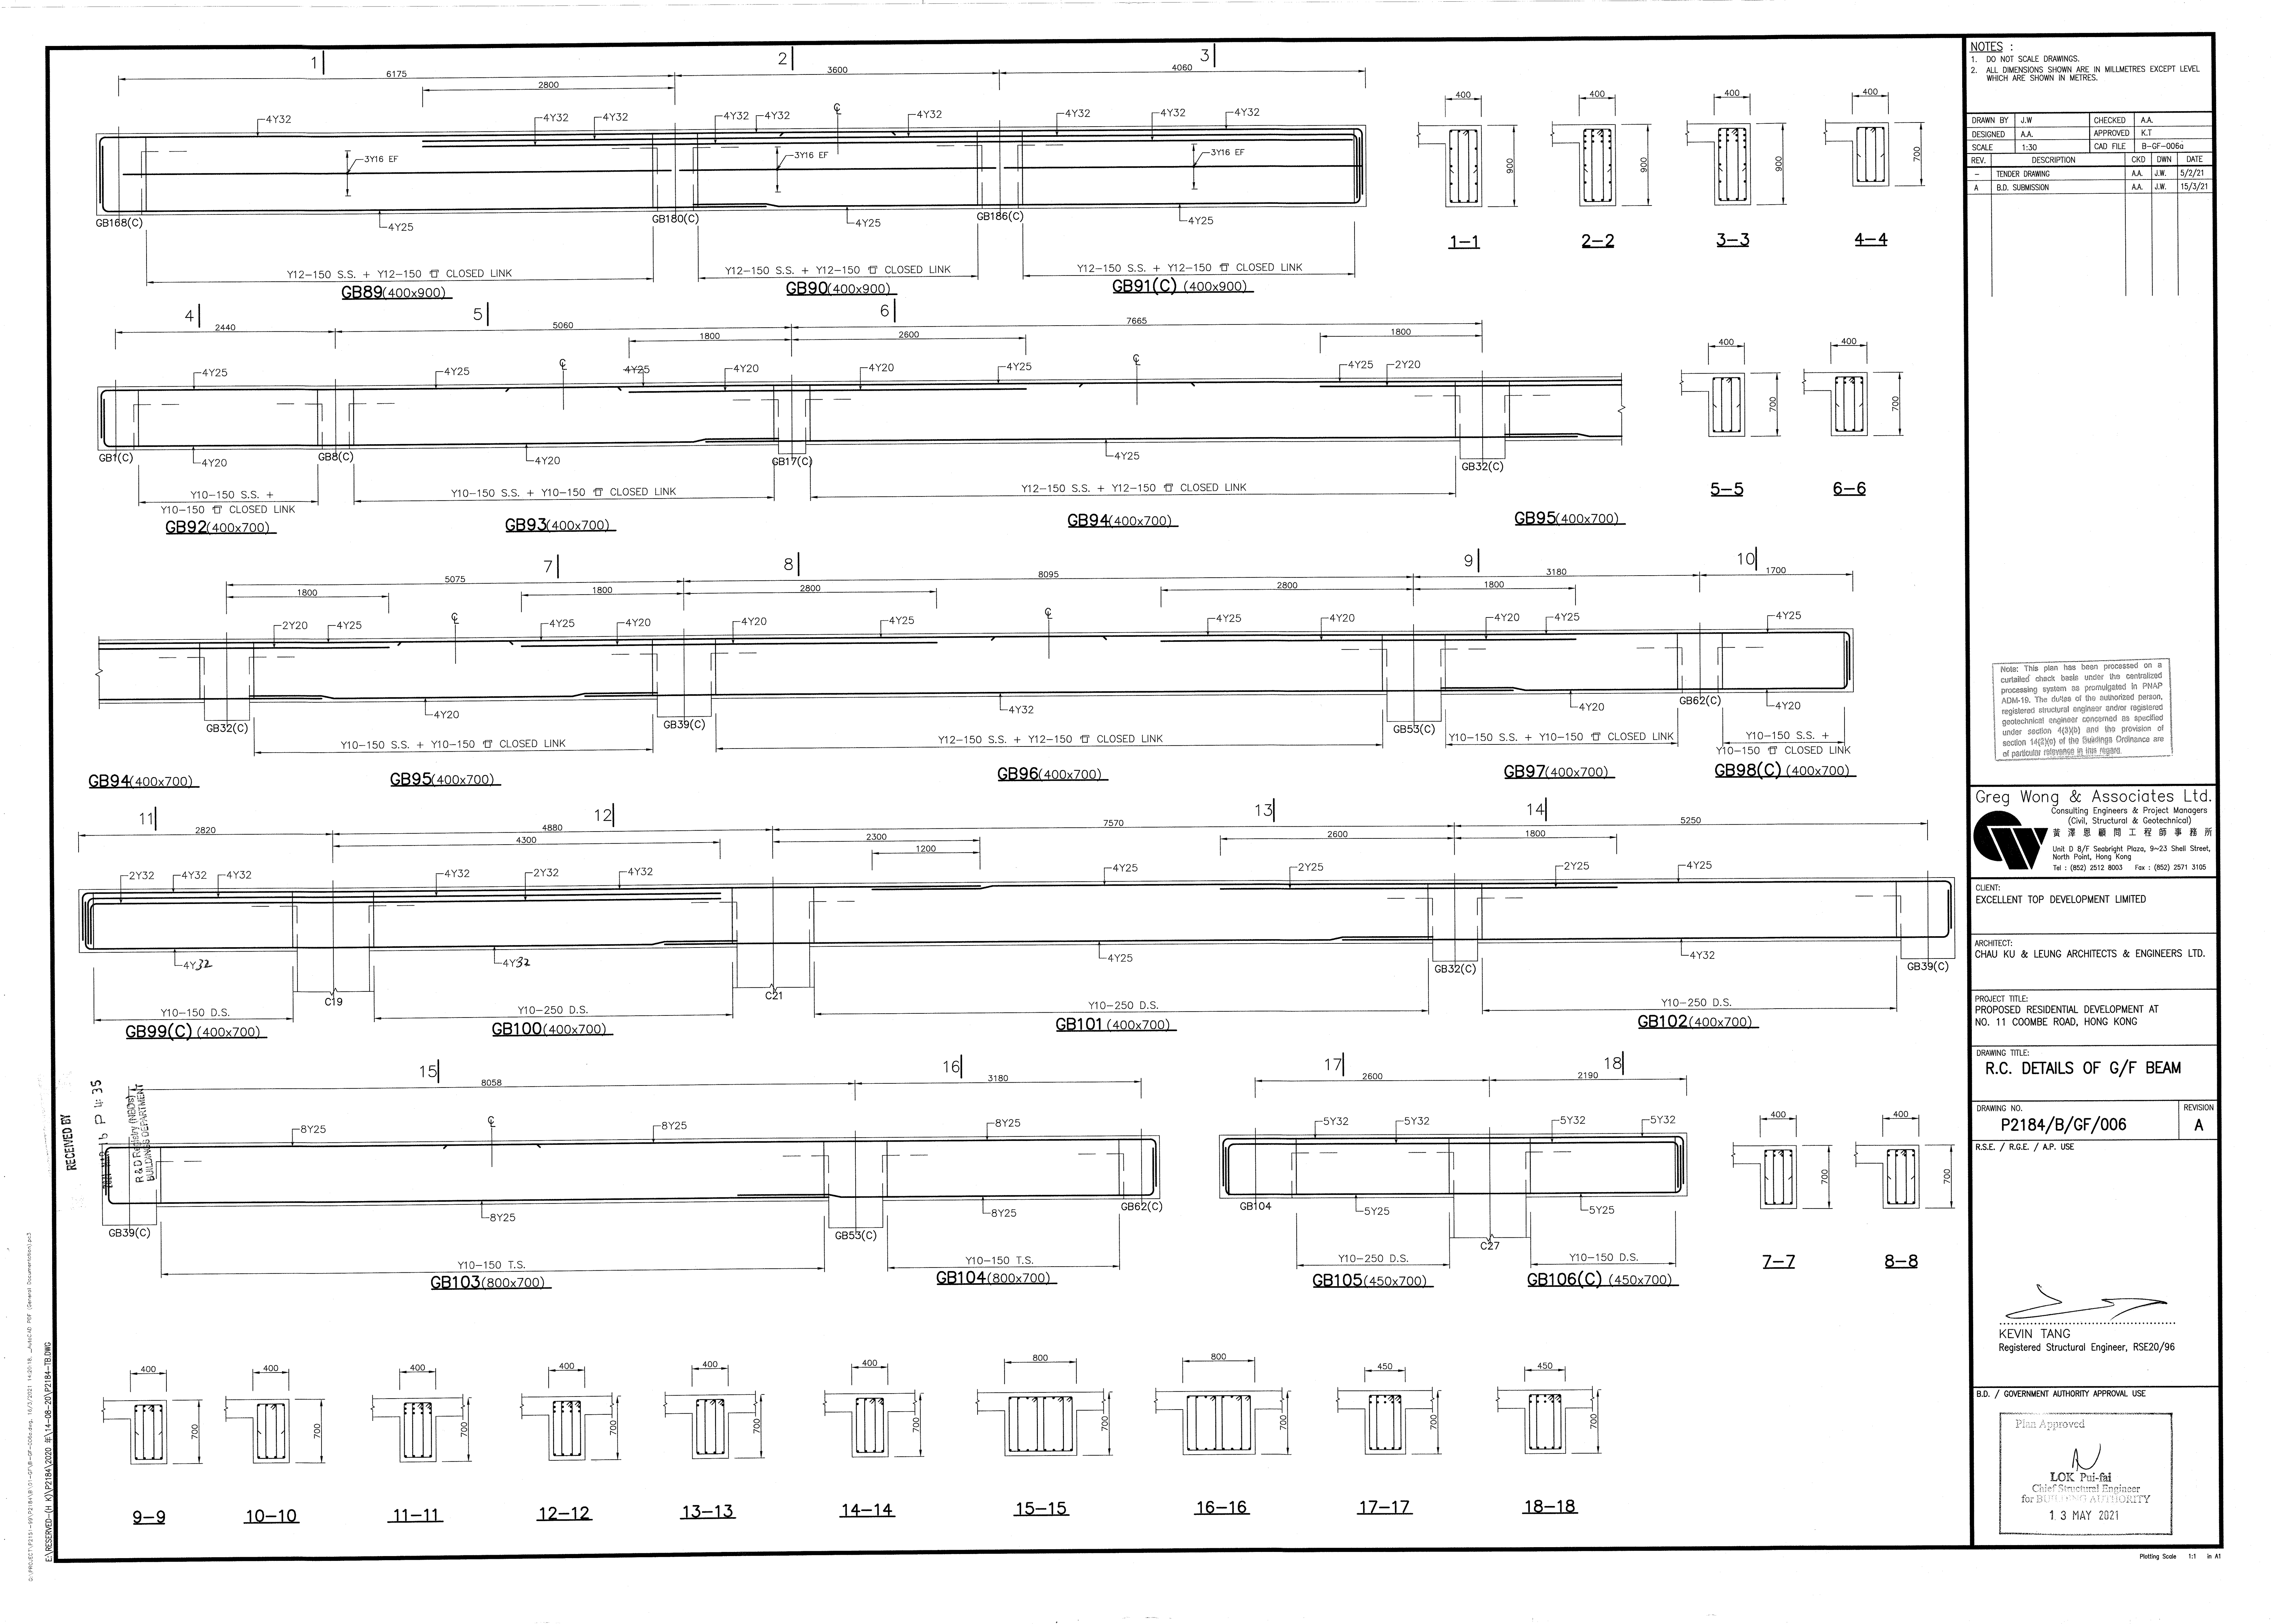 1
2
3
6175
3600
4060
2800
4Y32
4Y32
4Y32
4Y32
4Y32
4Y32
4Y32
4Y32
4Y32
3Y16 EF
3Y16 EF
3Y16 EF
GB168(C)
4Y25
GB180(C)
4Y25
GB186(C)
4Y25
Y12-150 S.S. + Y12-150 CLOSED LINK
Y12-150 S.S. + Y12-150 CLOSED LINK
Y12-150 S.S. + Y12-150 CLOSED LINK
GB89(400x900)
GB90(400x900)
GB91(C) (400x900)
400
900
1-1
400
900
2-2
400
900
3-3
400
700
4-4
4
5
6
2440
5060
7665
1800
2600
1800
4Y25
4Y25
4Y25
4Y20
4Y20
4Y25
4Y25
2Y20
GB1(C)
4Y20
GB8(C)
4Y20
GB17(C)
4Y25
GB32(C)
Y10-150 S.S. +
Y10-150 CLOSED LINK
Y10-150 S.S. + Y10-150 CLOSED LINK
Y12-150 S.S. + Y12-150 CLOSED LINK
GB92(400x700)
GB93(400x700)
GB94(400x700)
GB95(400x700)
400
700
5-5
400
700
6-6
7
8
9
10
5075
8095
3180
1700
1800
1800
2800
2800
1800
2Y20
4Y25
4Y25
4Y20
4Y20
4Y25
4Y25
4Y20
4Y20
4Y25
4Y25
GB32(C)
4Y20
GB39(C)
4Y32
GB53(C)
4Y20
GB62(C)
4Y20
Y10-150 S.S. + Y10-150 CLOSED LINK
Y12-150 S.S. + Y12-150 CLOSED LINK
Y10-150 S.S. + Y10-150 CLOSED LINK
Y10-150 S.S. +
Y10-150 CLOSED LINK
GB94(400x700)
GB95(400x700)
GB96(400x700)
GB97(400x700)
GB98(C) (400x700)
11
12
13
14
2820
4880
7570
5250
4300
2300
1200
2600
1800
2Y32
4Y32
4Y32
4Y32
2Y32
4Y32
4Y25
2Y25
2Y25
4Y25
4Y32
C19
4Y32
C21
4Y25
GB32(C)
4Y32
GB39(C)
Y10-150 D.S.
Y10-250 D.S.
Y10-250 D.S.
Y10-250 D.S.
GB99(C) (400x700)
GB100(400x700)
GB101(400x700)
GB102(400x700)
15
16
17
18
8058
3180
2600
2190
8Y25
8Y25
8Y25
5Y32
5Y32
5Y32
5Y32
GB39(C)
8Y25
GB53(C)
8Y25
GB62(C)
GB104
5Y25
C27
5Y25
Y10-150 T.S.
Y10-150 T.S.
Y10-250 D.S.
Y10-150 D.S.
GB103(800x700)
GB104(800x700)
GB105(450x700)
GB106(C) (450x700)
400
700
7-7
400
700
8-8
400
700
9-9
400
700
10-10
400
700
11-11
400
700
12-12
400
700
13-13
400
700
14-14
800
700
15-15
800
700
16-16
450
700
17-17
450
700
18-18
RECEIVED BY
P 4:35
R & D Registry (NBDs)
BUILDINGS DEPARTMENT
E:\RESERVED-(H K)\P2184\2020 年\14-08-20\P2184-TB.DWG
NOTES :
1. DO NOT SCALE DRAWINGS.
2. ALL DIMENSIONS SHOWN ARE IN MILLMETRES EXCEPT LEVEL
WHICH ARE SHOWN IN METRES.
DRAWN BY J.W CHECKED A.A.
DESIGNED A.A. APPROVED K.T
SCALE 1:30 CAD FILE B-GF-006a
REV. DESCRIPTION CKD DWN DATE
- TENDER DRAWING A.A. J.W. 5/2/21
A B.D. SUBMISSION A.A. J.W. 15/3/21
Note: This plan has been processed on a
curtailed check basis under the centralized
processing system as promulgated in PNAP
ADM-19. The duties of the authorized person,
registered structural engineer and/or registered
geotechnical engineer concerned as specified
under section 4(3)(b) and the provision of
section 14(2)(c) of the Buildings Ordinance are
of particular relevance in this regard.
Greg Wong & Associates Ltd.
Consulting Engineers & Project Managers
(Civil, Structural & Geotechnical)
黃澤恩顧問工程師事務所
Unit D 8/F Seabright Plaza, 9~23 Shell Street,
North Point, Hong Kong
Tel : (852) 2512 8003 Fax : (852) 2571 3105
CLIENT:
EXCELLENT TOP DEVELOPMENT LIMITED
ARCHITECT:
CHAU KU & LEUNG ARCHITECTS & ENGINEERS LTD.
PROJECT TITLE:
PROPOSED RESIDENTIAL DEVELOPMENT AT
NO. 11 COOMBE ROAD, HONG KONG
DRAWING TITLE:
R.C. DETAILS OF G/F BEAM
DRAWING NO.
P2184/B/GF/006
REVISION
A
R.S.E. / R.G.E. / A.P. USE
KEVIN TANG
Registered Structural Engineer, RSE20/96
B.D. / GOVERNMENT AUTHORITY APPROVAL USE
Plan Approved
LOK Pui-fai
Chief Structural Engineer
for BUILDING AUTHORITY
13 MAY 2021
Plotting Scale 1:1 in A1